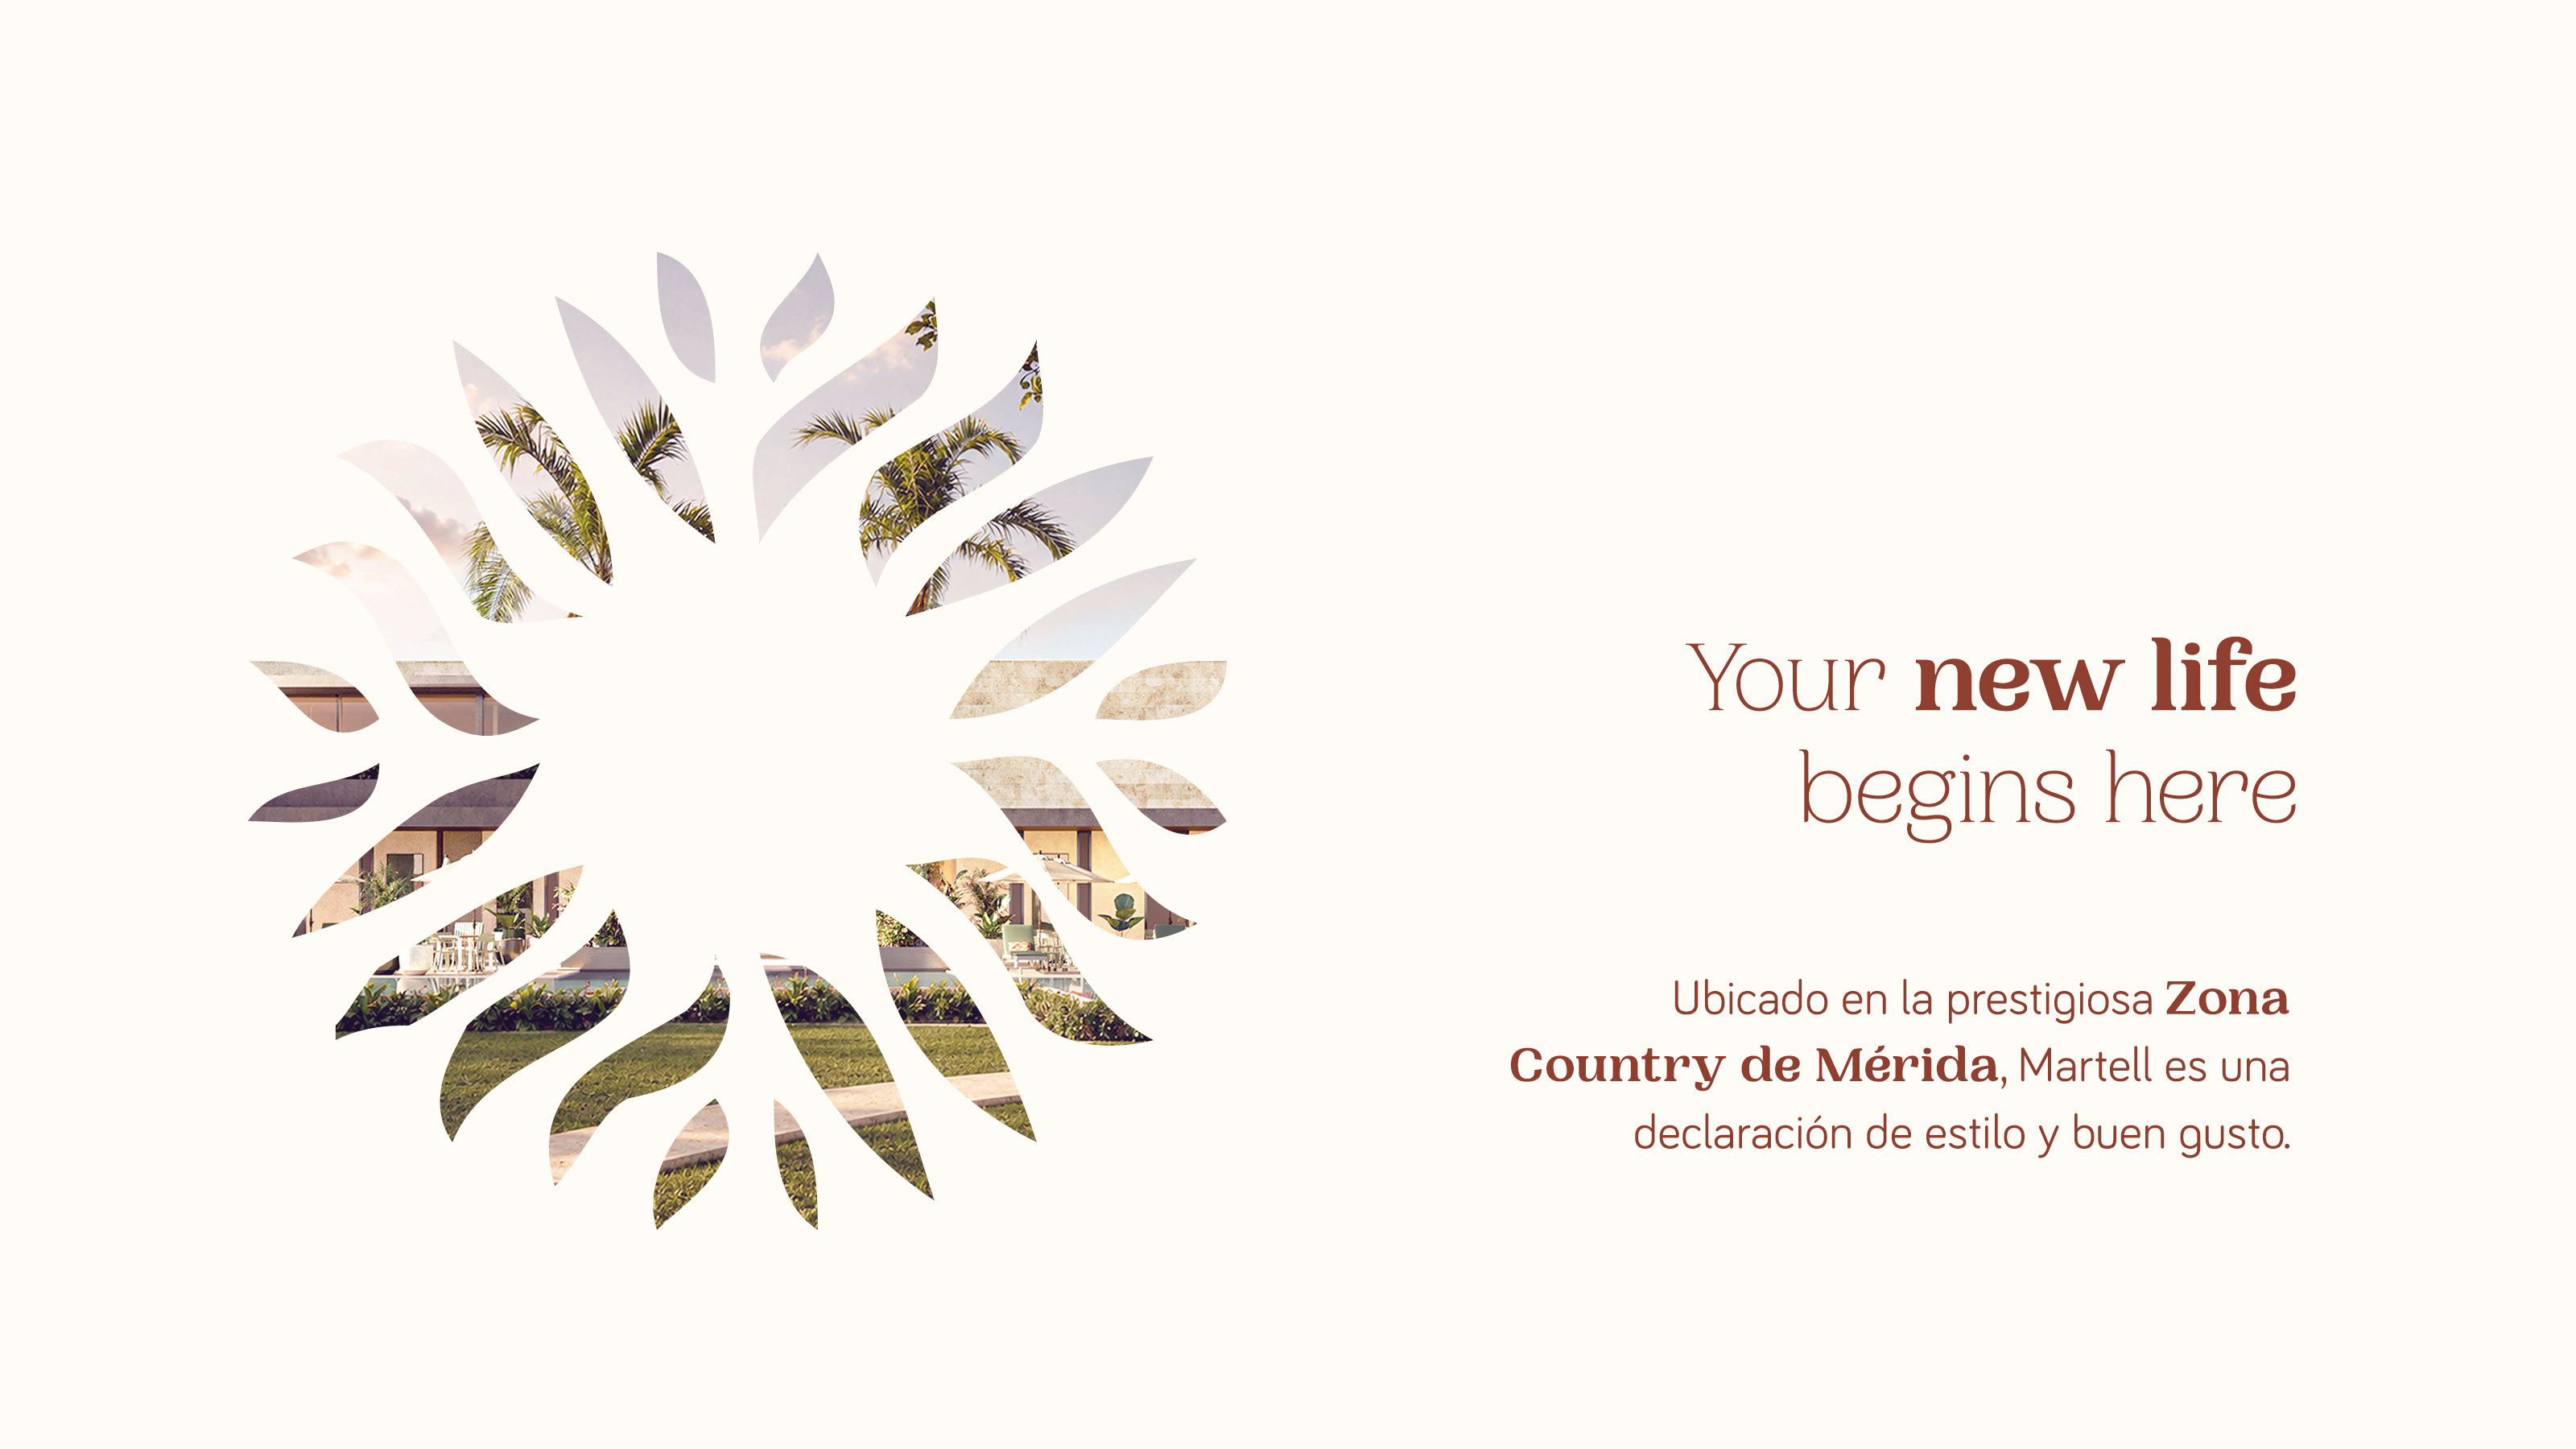 Your new life
begins here
Ubicado en la prestigiosa Zona
Country de Mérida, Martell es una
declaración de estilo y buen gusto.